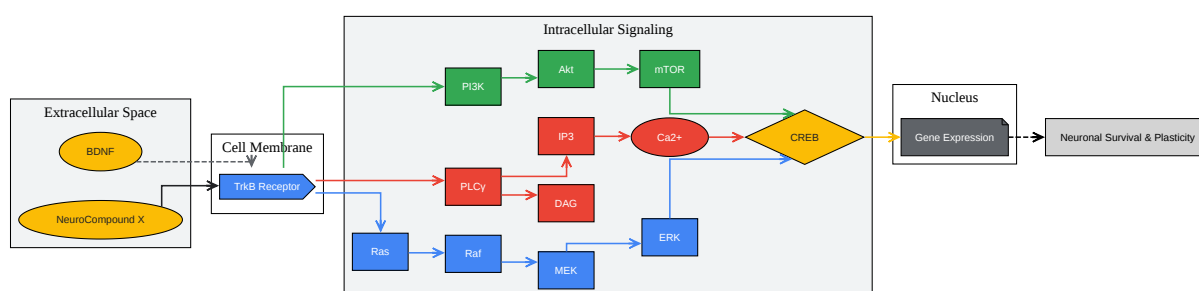 Intracellular Signaling
Extracellular Space
BDNF
NeuroCompound X
Cell Membrane
TrkB Receptor
PI3K
Akt
mTOR
IP3
Ca2+
PLCγ
DAG
Ras
Raf
MEK
ERK
CREB
Nucleus
Gene Expression
Neuronal Survival & Plasticity